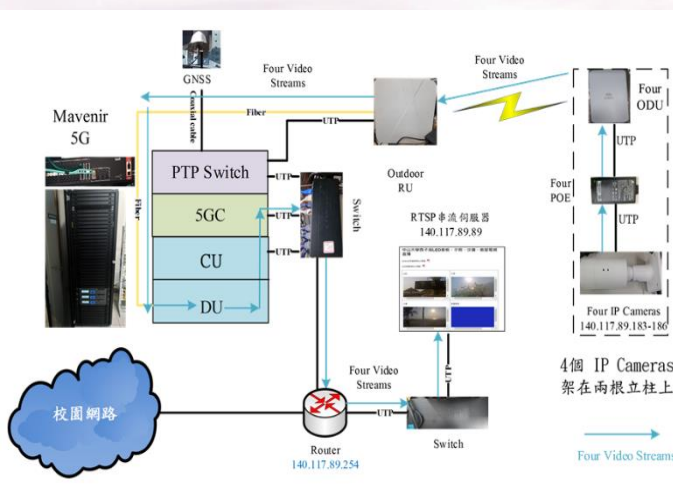 GNSS
Coaxial cable
Mavenir
5G
Four Video
Streams
Fiber
UTP
Four Video
Streams
Four
ODU
UTP
Four
POE
UTP
Four IP Cameras
140.117.89.183-186
PTP Switch
5GC
CU
DU
Fiber
UTP
UTP
UTP
Switch
Outdoor
RU
RTSP串流伺服器
140.117.89.89
UTP
校園網路
Four Video
Streams
UTP
Router
140.117.89.254
Switch
4個 IP Cameras
架在兩根立柱上
Four Video Streams